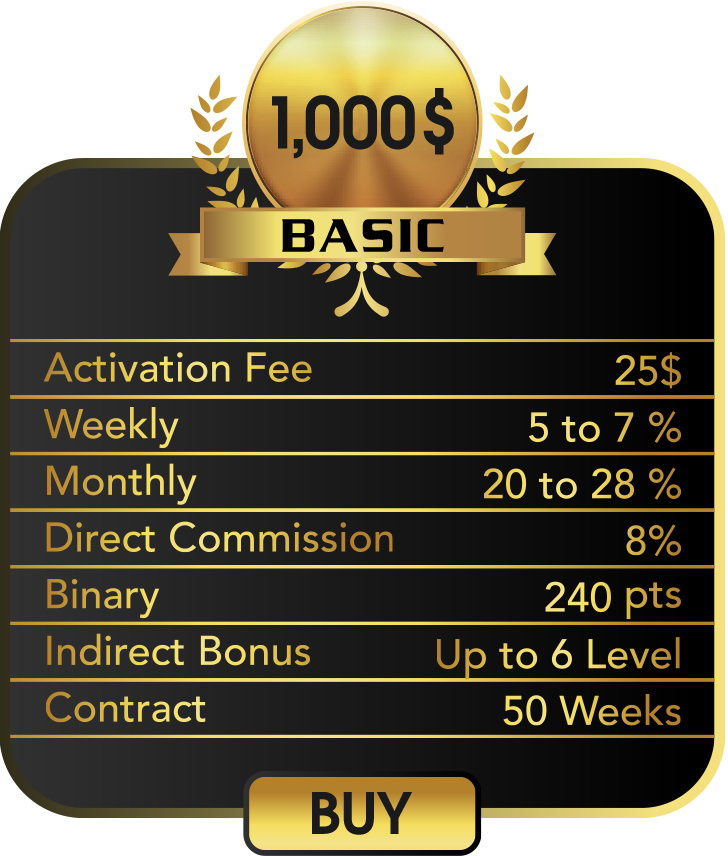 1,000$
BASIC
Activation Fee 25$
Weekly 5 to 7 %
Monthly 20 to 28 %
Direct Commission 8%
Binary 240 pts
Indirect Bonus Up to 6 Level
Contract 50 Weeks
BUY